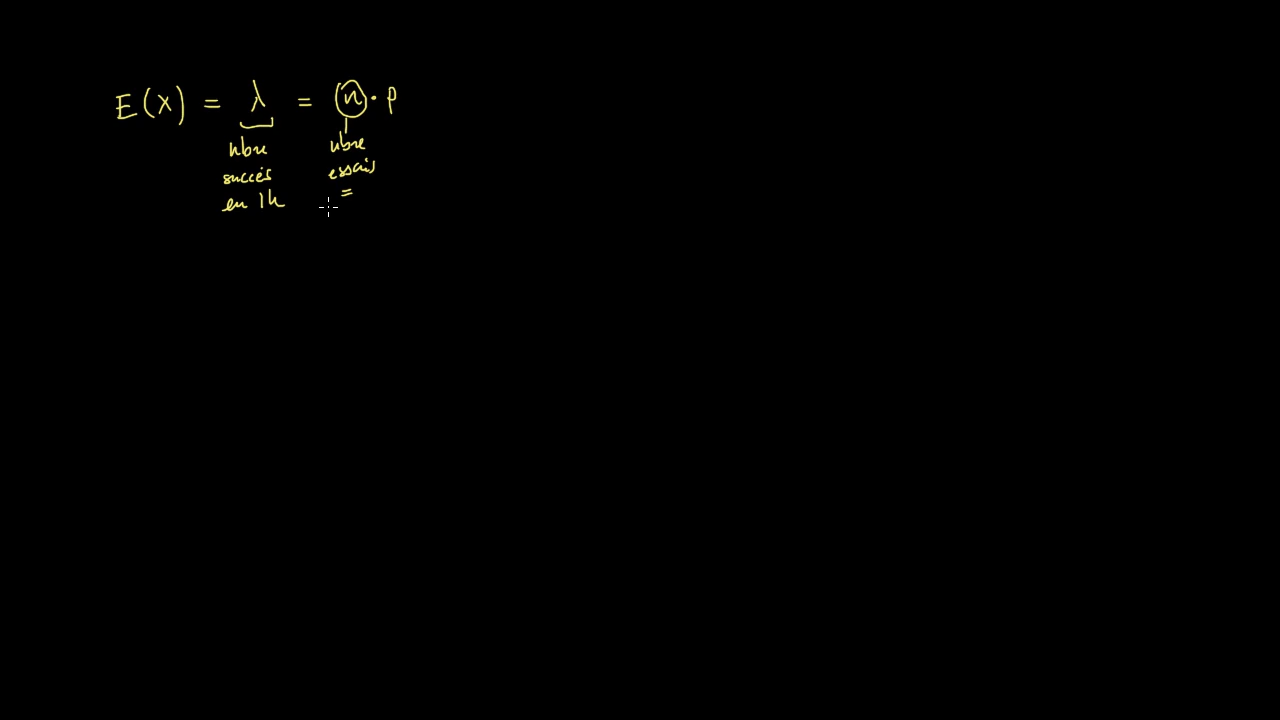 E(X) = λ = n · p
nbre
succès
en 1h
nbre
essais
=